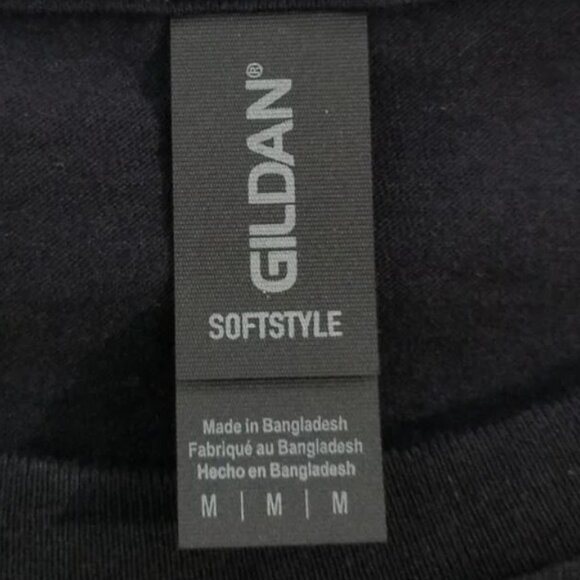 GILDAN®
SOFTSTYLE
Made in Bangladesh
Fabriqué au Bangladesh
Hecho en Bangladesh
M | M | M